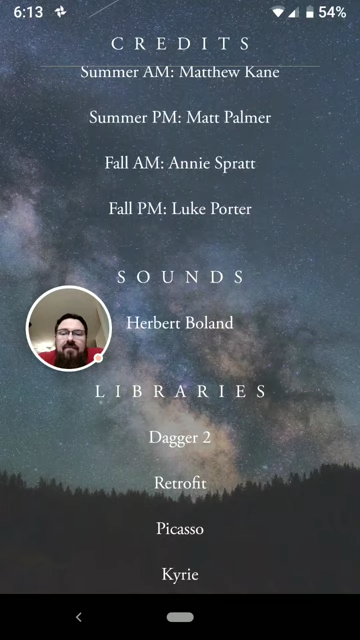 6:13
54%
CREDITS
Summer AM: Matthew Kane
Summer PM: Matt Palmer
Fall AM: Annie Spratt
Fall PM: Luke Porter
SOUNDS
Herbert Boland
LIBRARIES
Dagger 2
Retrofit
Picasso
Kyrie